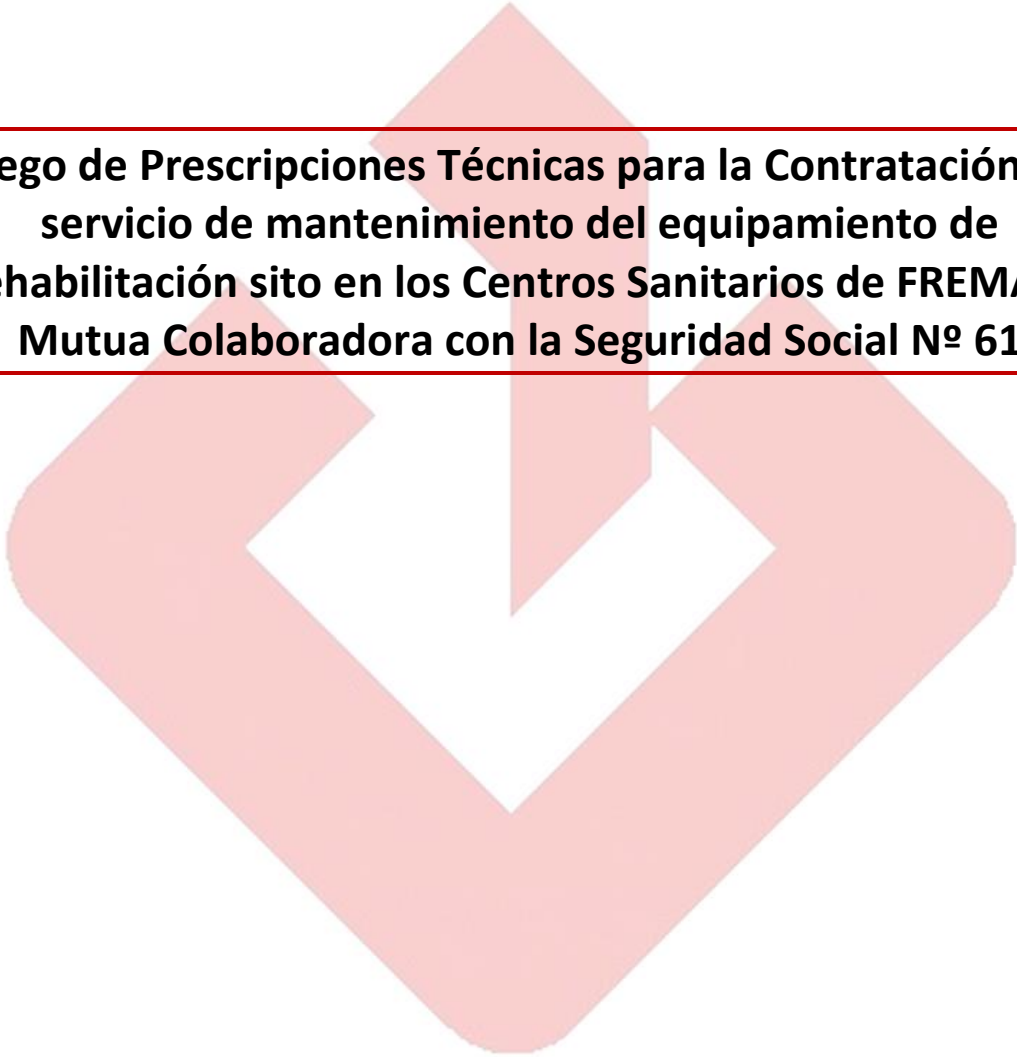 ego de Prescripciones Técnicas para la Contratación
servicio de mantenimiento del equipamiento de
ehabilitación sito en los Centros Sanitarios de FREMA
Mutua Colaboradora con la Seguridad Social Nº 61